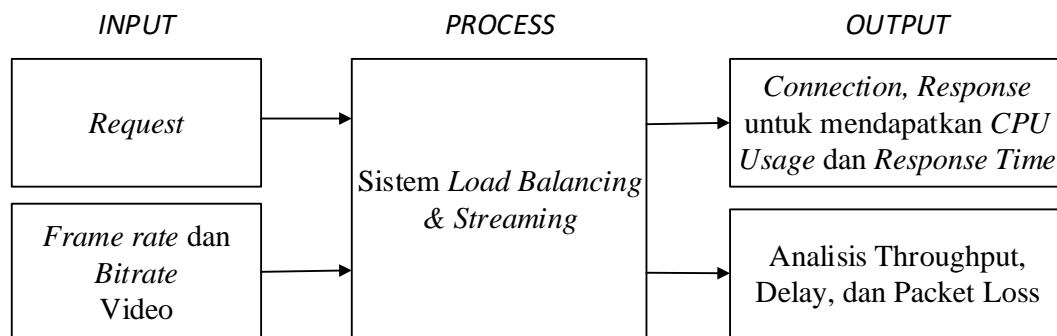 INPUT
PROCESS
OUTPUT
Request
Frame rate dan
Bitrate
Video
Sistem Load Balancing
& Streaming
Connection, Response
untuk mendapatkan CPU
Usage dan Response Time
Analisis Throughput,
Delay, dan Packet Loss